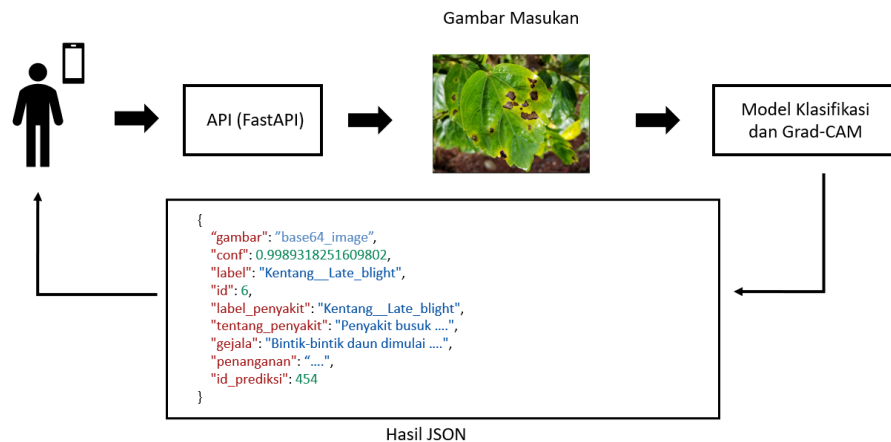 Gambar Masukan
API (FastAPI)
Model Klasifikasi
dan Grad-CAM
{
“gambar": ”base64_image”,
"conf": 0.9989318251609802,
"label": "Kentang__Late_blight",
"id": 6,
"label_penyakit": "Kentang__Late_blight",
"tentang_penyakit": "Penyakit busuk ....",
"gejala": "Bintik-bintik daun dimulai ....",
"penanganan": “....",
"id_prediksi": 454
}
Hasil JSON